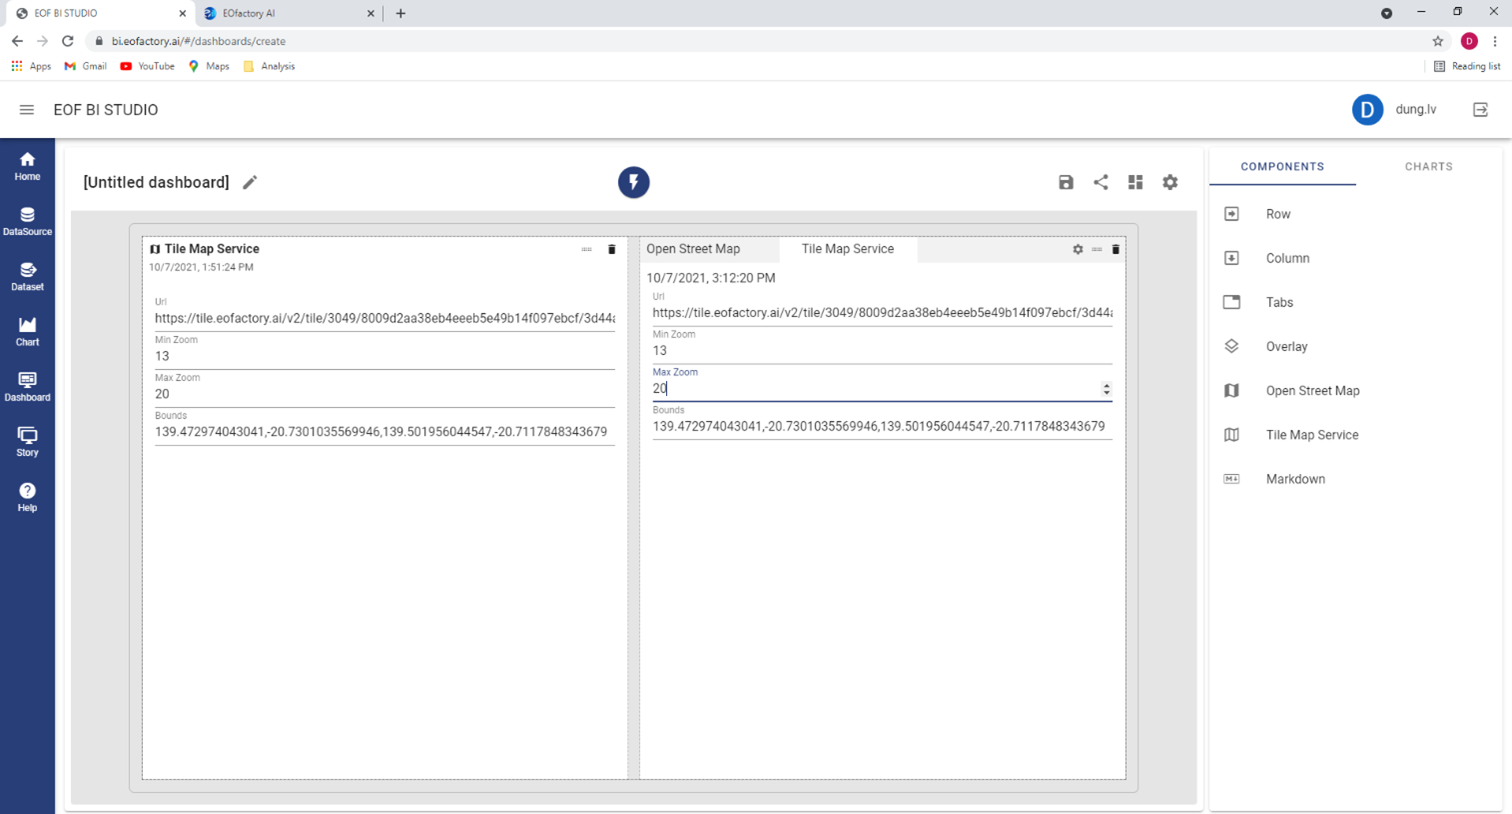 EOF BI STUDIO
EOfactory AI
bi.eofactory.ai/#/dashboards/create
D
Apps Gmail YouTube Maps Analysis Reading list
EOF BI STUDIO
D dung.lv
Home
DataSource
Dataset
Chart
Dashboard
Story
Help
[Untitled dashboard]
Tile Map Service
10/7/2021, 1:51:24 PM
Url
https://tile.eofactory.ai/v2/tile/3049/8009d2aa38eb4eeeb5e49b14f097ebcf/3d44
Min Zoom
13
Max Zoom
20
Bounds
139.472974043041,-20.7301035569946,139.501956044547,-20.7117848343679
Open Street Map Tile Map Service
10/7/2021, 3:12:20 PM
Url
https://tile.eofactory.ai/v2/tile/3049/8009d2aa38eb4eeeb5e49b14f097ebcf/3d44
Min Zoom
13
Max Zoom
20
Bounds
139.472974043041,-20.7301035569946,139.501956044547,-20.7117848343679
COMPONENTS CHARTS
Row
Column
Tabs
Overlay
Open Street Map
Tile Map Service
Markdown